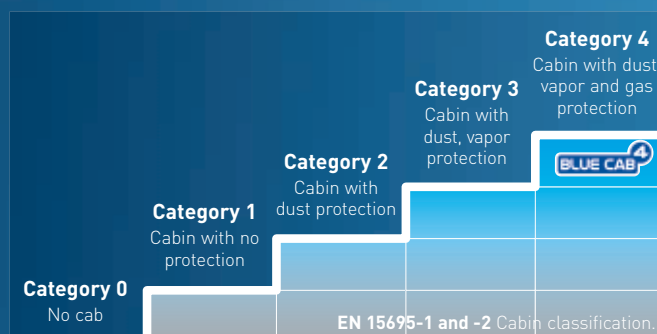 Category 4
Cabin with dust
vapor and gas
protection
Category 3
Cabin with
dust, vapor
protection
BLUE CAB 4
Category 2
Cabin with
dust protection
Category 1
Cabin with no
protection
Category 0
No cab
EN 15695-1 and -2 Cabin classification.